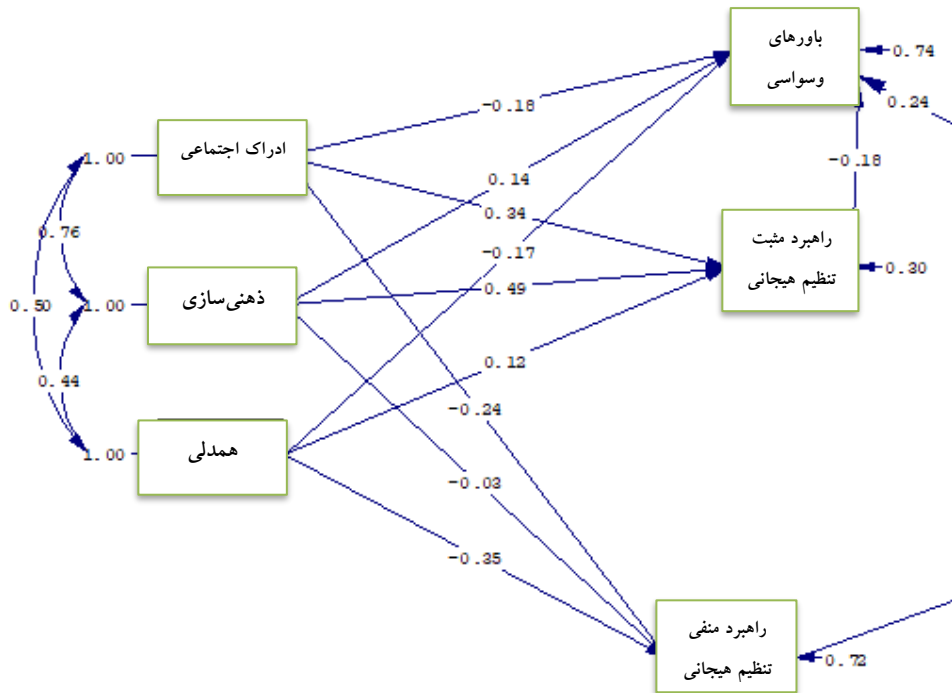 باورهای
وسواسی
0.74
0.24
-0.18
ادراک اجتماعی
1.00
-0.18
0.14
0.34
راهبرد مثبت
تنظیم هیجانی
0.76
-0.17
0.30
ذهنی‌سازی
1.00
0.49
0.50
0.12
0.44
-0.24
همدلی
1.00
-0.03
-0.35
راهبرد منفی
تنظیم هیجانی
0.72